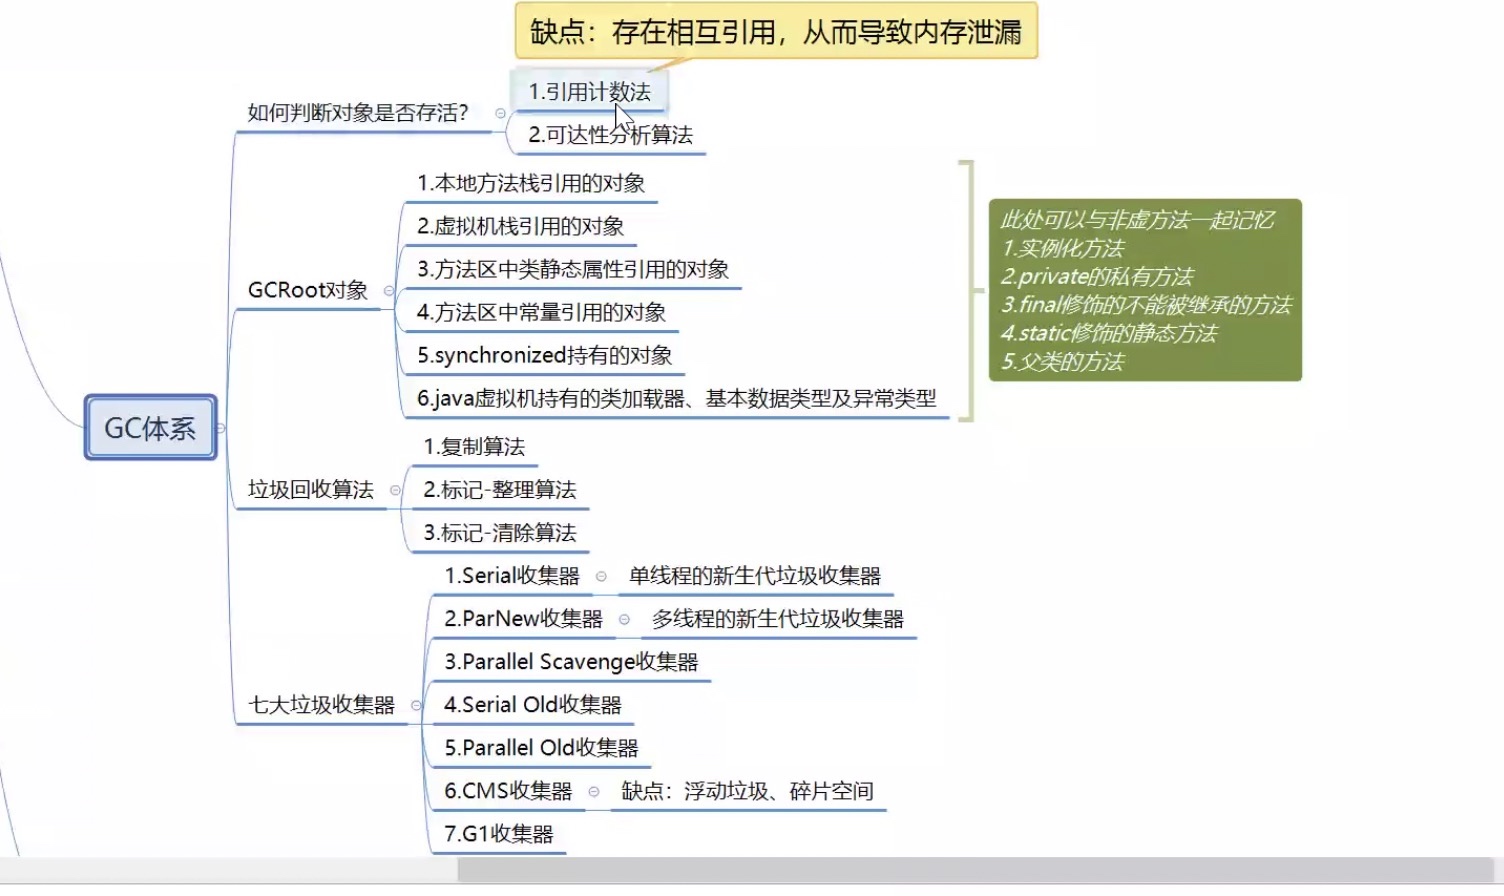 缺点：存在相互引用，从而导致内存泄漏
如何判断对象是否存活？
1.引用计数法
2.可达性分析算法
GCRoot对象
1.本地方法栈引用的对象
2.虚拟机栈引用的对象
3.方法区中类静态属性引用的对象
4.方法区中常量引用的对象
5.synchronized持有的对象
6.java虚拟机持有的类加载器、基本数据类型及异常类型
此处可以与非虚方法一起记忆
1.实例化方法
2.private的私有方法
3.final修饰的不能被继承的方法
4.static修饰的静态方法
5.父类的方法
GC体系
垃圾回收算法
1.复制算法
2.标记-整理算法
3.标记-清除算法
七大垃圾收集器
1.Serial收集器
单线程的新生代垃圾收集器
2.ParNew收集器
多线程的新生代垃圾收集器
3.Parallel Scavenge收集器
4.Serial Old收集器
5.Parallel Old收集器
6.CMS收集器
缺点：浮动垃圾、碎片空间
7.G1收集器